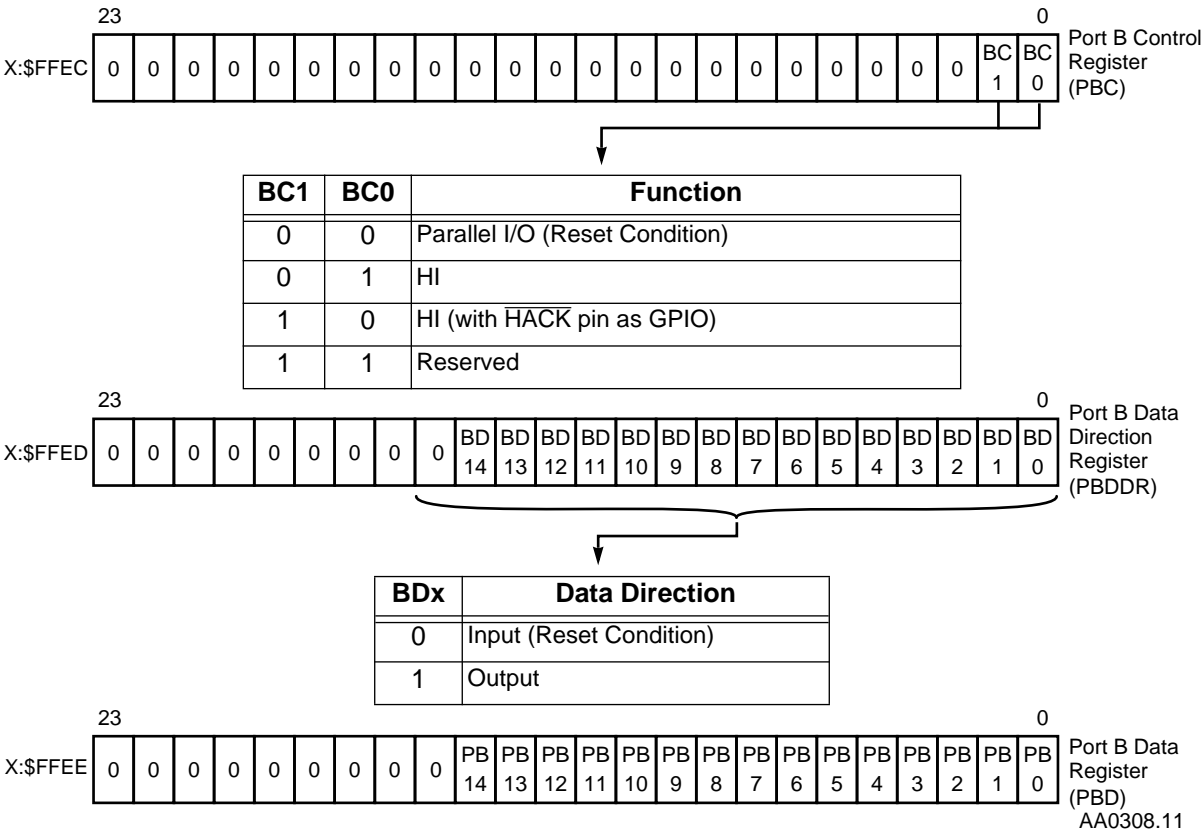 23 0
X:$FFEC 0 0 0 0 0 0 0 0 0 0 0 0 0 0 0 0 0 0 0 0 0 0 BC 1 BC 0 Port B Control Register (PBC)
BC1 BC0 Function
0 0 Parallel I/O (Reset Condition)
0 1 HI
1 0 HI (with H̅A̅C̅K̅ pin as GPIO)
1 1 Reserved
23 0
X:$FFED 0 0 0 0 0 0 0 0 0 BD 14 BD 13 BD 12 BD 11 BD 10 BD 9 BD 8 BD 7 BD 6 BD 5 BD 4 BD 3 BD 2 BD 1 BD 0 Port B Data Direction Register (PBDDR)
BDx Data Direction
0 Input (Reset Condition)
1 Output
23 0
X:$FFEE 0 0 0 0 0 0 0 0 0 PB 14 PB 13 PB 12 PB 11 PB 10 PB 9 PB 8 PB 7 PB 6 PB 5 PB 4 PB 3 PB 2 PB 1 PB 0 Port B Data Register (PBD)
AA0308.11